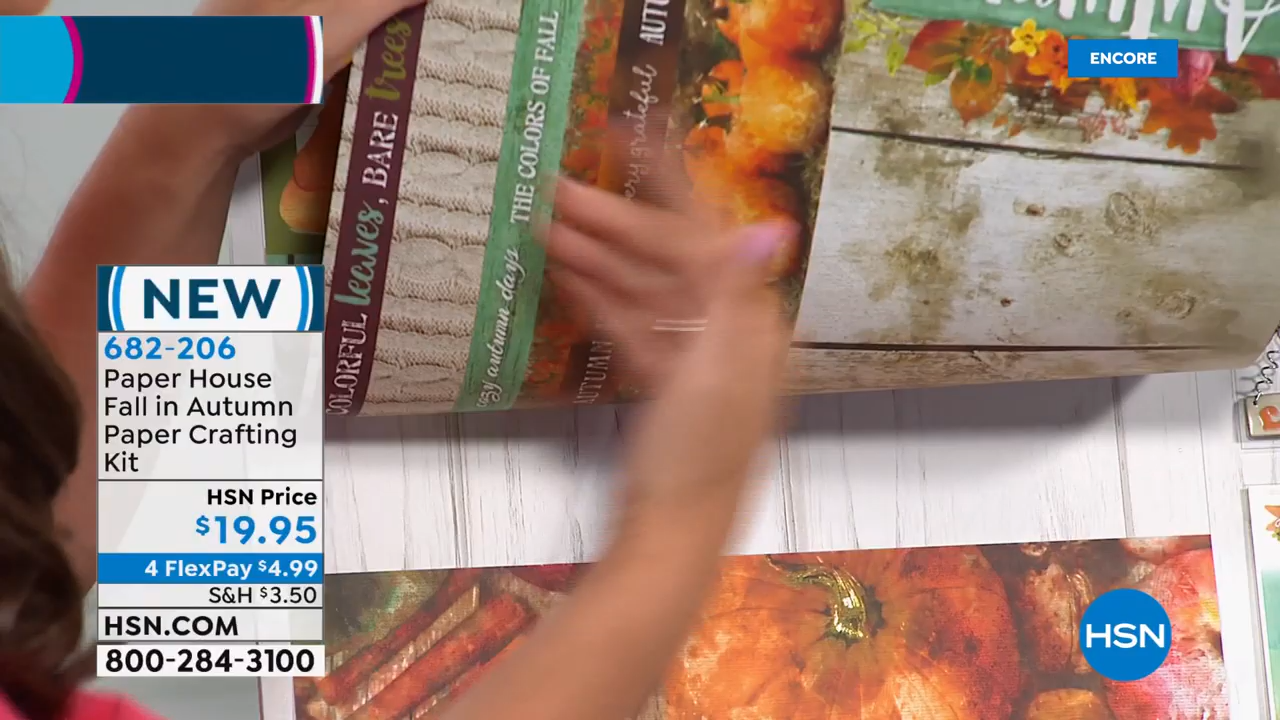 ENCORE
NEW
682-206
Paper House
Fall in Autumn
Paper Crafting
Kit
HSN Price
$19.95
4 FlexPay $4.99
S&H $3.50
HSN.COM
800-284-3100
COLORFUL leaves, BARE trees
cozy autumn days THE COLORS OF FALL
AUTUMN
grateful
HSN